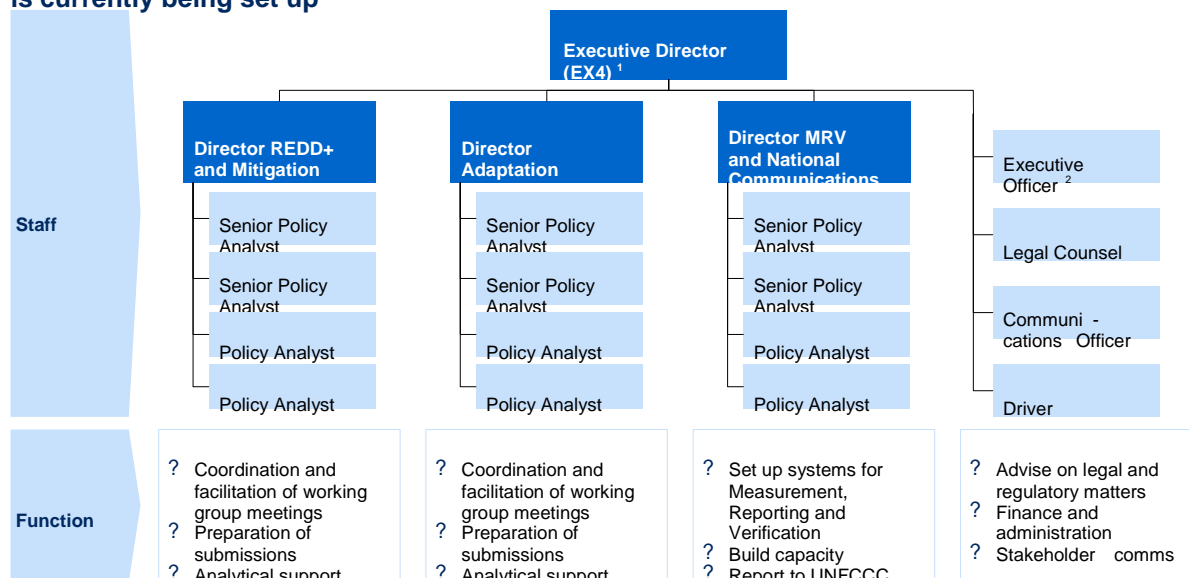 is currently being set up
Executive Director
(EX4) 1
Director REDD+
and Mitigation
Director
Adaptation
Director MRV
and National
Communications
Staff
Senior Policy
Analyst
Senior Policy
Analyst
Policy Analyst
Policy Analyst
Senior Policy
Analyst
Senior Policy
Analyst
Policy Analyst
Policy Analyst
Senior Policy
Analyst
Senior Policy
Analyst
Policy Analyst
Policy Analyst
Executive
Officer 2
Legal Counsel
Communi -
cations Officer
Driver
Function
? Coordination and
facilitation of working
group meetings
? Preparation of
submissions
? Analytical support
? Coordination and
facilitation of working
group meetings
? Preparation of
submissions
? Analytical support
? Set up systems for
Measurement,
Reporting and
Verification
? Build capacity
? Report to UNFCCC
? Advise on legal and
regulatory matters
? Finance and
administration
? Stakeholder comms